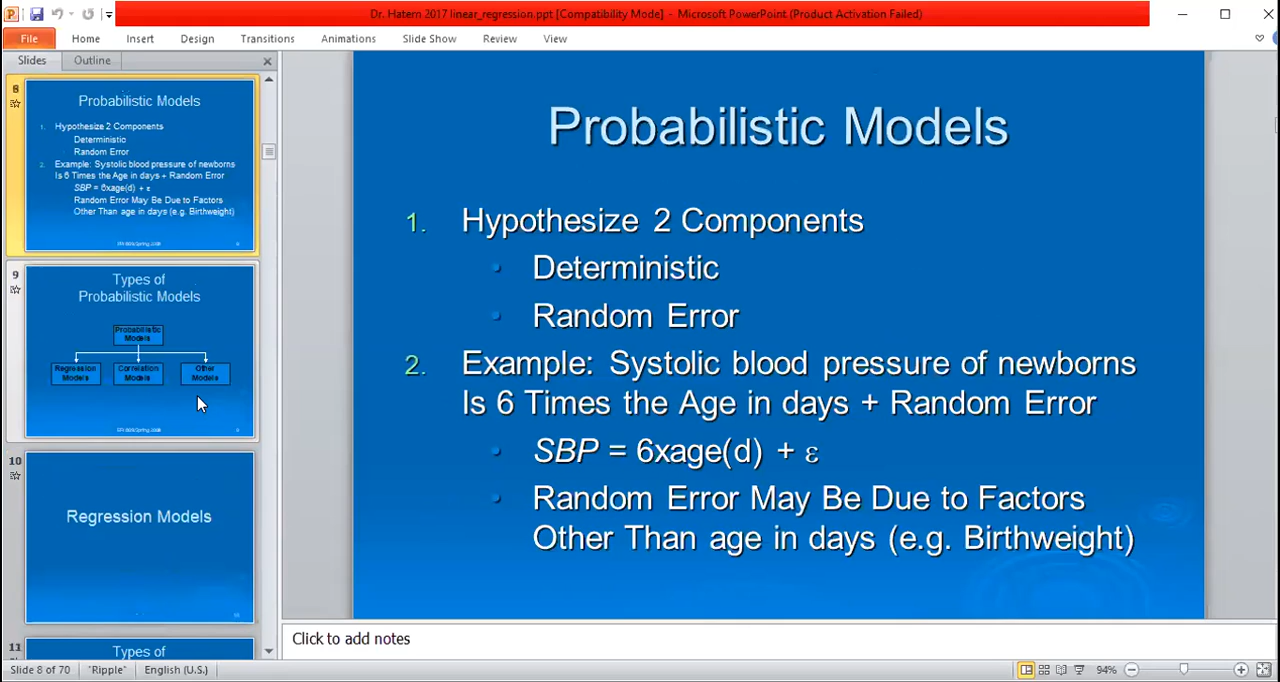 Dr. Hatem 2017 linear_regression.ppt [Compatibility Mode] - Microsoft PowerPoint (Product Activation Failed)
File Home Insert Design Transitions Animations Slide Show Review View
Slides Outline
8
Probabilistic Models
1. Hypothesize 2 Components
Deterministic
Random Error
2. Example: Systolic blood pressure of newborns
Is 6 Times the Age in days + Random Error
SBP = 6xage(d) + ε
Random Error May Be Due to Factors
Other Than age in days (e.g. Birthweight)
9
Types of
Probabilistic Models
Probabilistic
Models
Regression
Models
Correlation
Models
Other
Models
10
Regression Models
11
Types of
Probabilistic Models
1. Hypothesize 2 Components
• Deterministic
• Random Error
2. Example: Systolic blood pressure of newborns
Is 6 Times the Age in days + Random Error
• SBP = 6xage(d) + ε
• Random Error May Be Due to Factors
Other Than age in days (e.g. Birthweight)
Click to add notes
Slide 8 of 70 "Ripple" English (U.S.) 94%